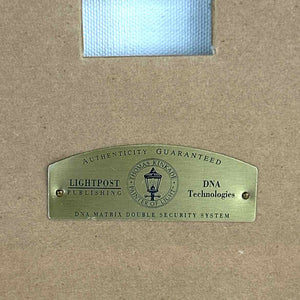 AUTHENTICITY GUARANTEED
LIGHTPOST
PUBLISHING
THOMAS KINKADE
PAINTER OF LIGHT
DNA
Technologies
DNA MATRIX DOUBLE SECURITY SYSTEM